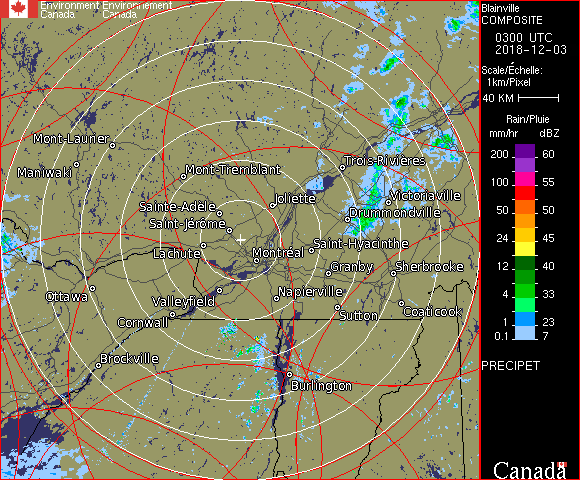 Environment Environnement
Canada Canada
Blainville
COMPOSITE
0300 UTC
2018-12-03
Scale/Échelle:
1km/Pixel
40 KM
Rain/Pluie
mm/hr dBZ
200 60
100 55
50 50
24 45
12 40
4 33
1 23
0.1 7
PRECIPET
Canada
Mont-Laurier
Maniwaki
Mont-Tremblant
Trois-Rivières
Sainte-Adèle
Joliette
Victoriaville
Drummondville
Saint-Jérôme
Lachute
Montréal
Saint-Hyacinthe
Granby
Sherbrooke
Ottawa
Valleyfield
Napierville
Cornwall
Sutton
Coaticook
Brockville
Burlington